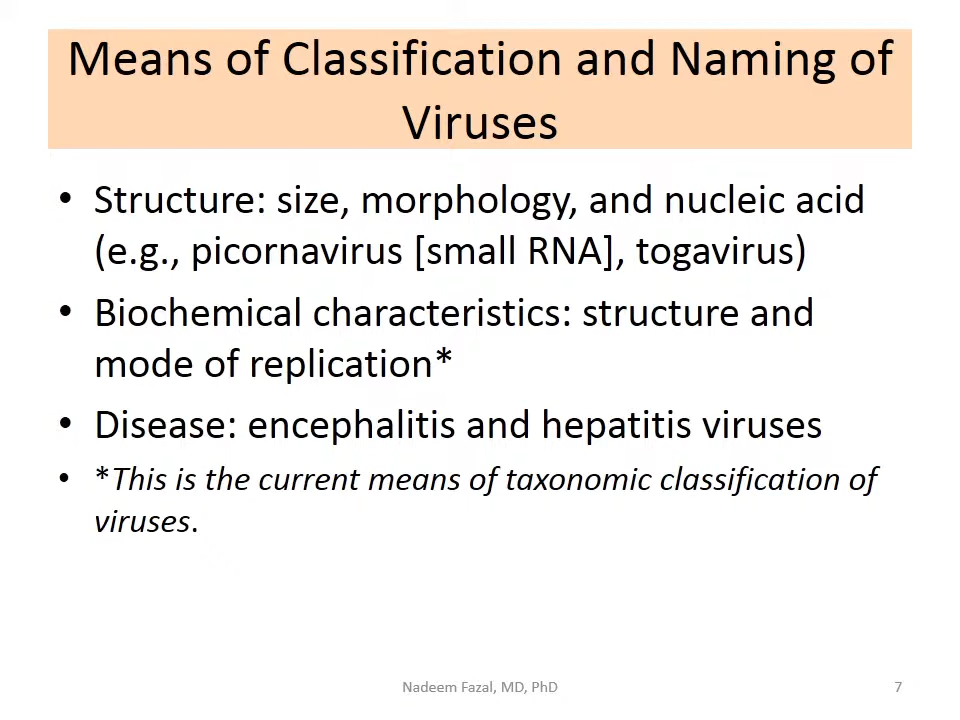 Means of Classification and Naming of
Viruses
• Structure: size, morphology, and nucleic acid
(e.g., picornavirus [small RNA], togavirus)
• Biochemical characteristics: structure and
mode of replication*
• Disease: encephalitis and hepatitis viruses
• *This is the current means of taxonomic classification of
viruses.
Nadeem Fazal, MD, PhD
7